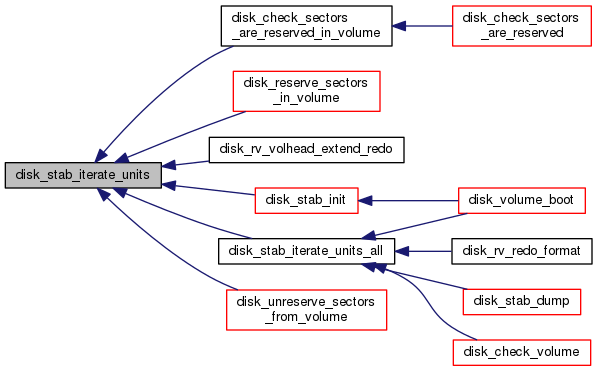 disk_check_sectors
_are_reserved_in_volume
disk_check_sectors
_are_reserved
disk_reserve_sectors
_in_volume
disk_rv_volhead_extend_redo
disk_stab_iterate_units
disk_stab_init
disk_volume_boot
disk_stab_iterate_units_all
disk_rv_redo_format
disk_unreserve_sectors
_from_volume
disk_stab_dump
disk_check_volume